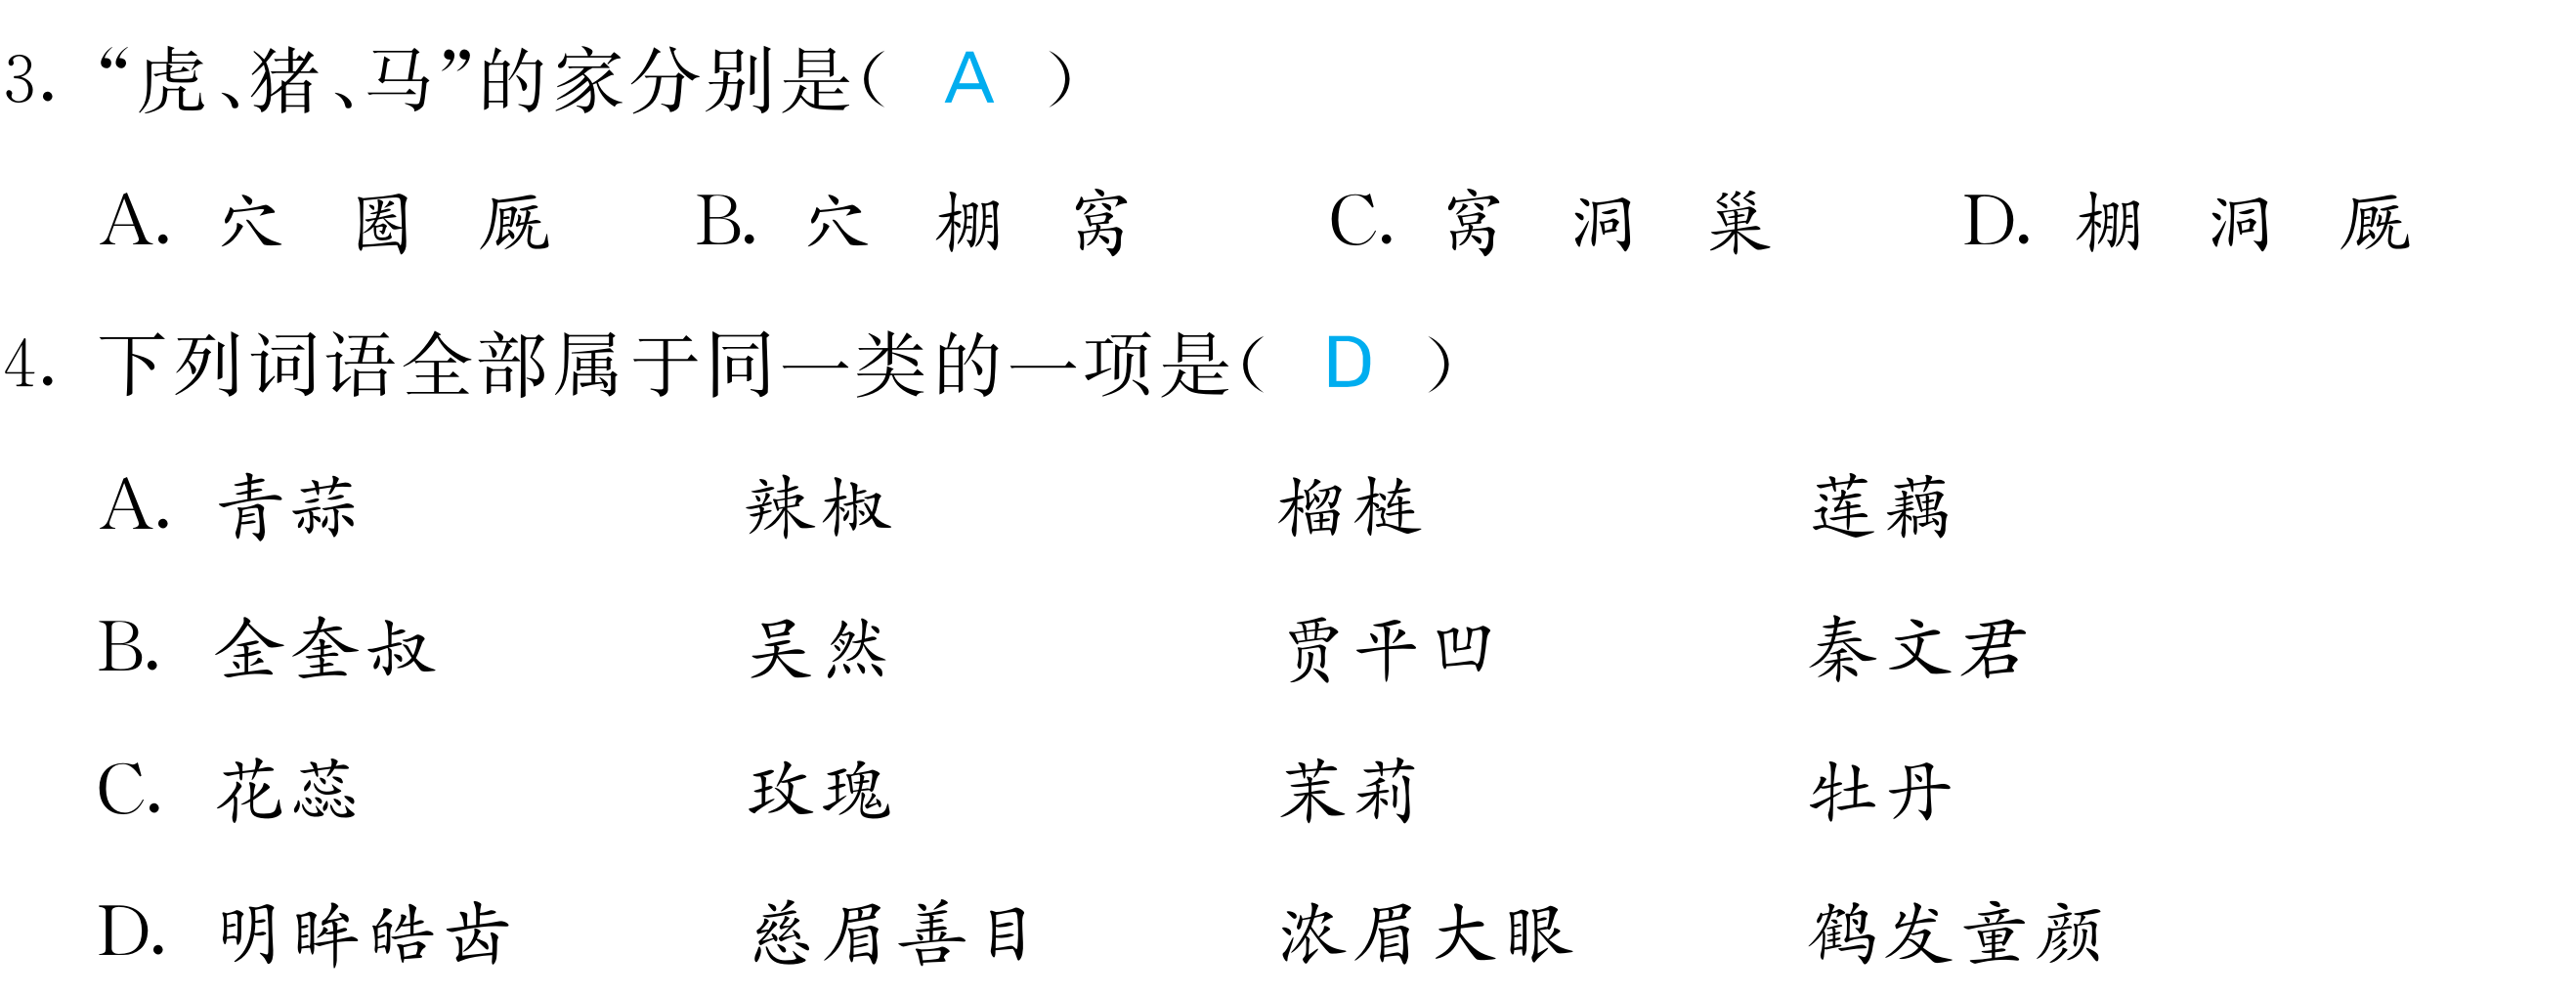 3. “虎、猪、马”的家分别是( A )
A. 穴 圈 厩 B. 穴 棚 窝 C. 窝 洞 巢 D. 棚 洞 厩
4. 下列词语全部属于同一类的一项是( D )
A. 青蒜 辣椒 榴梿 莲藕
B. 金奎叔 吴然 贾平凹 秦文君
C. 花蕊 玫瑰 茉莉 牡丹
D. 明眸皓齿 慈眉善目 浓眉大眼 鹤发童颜